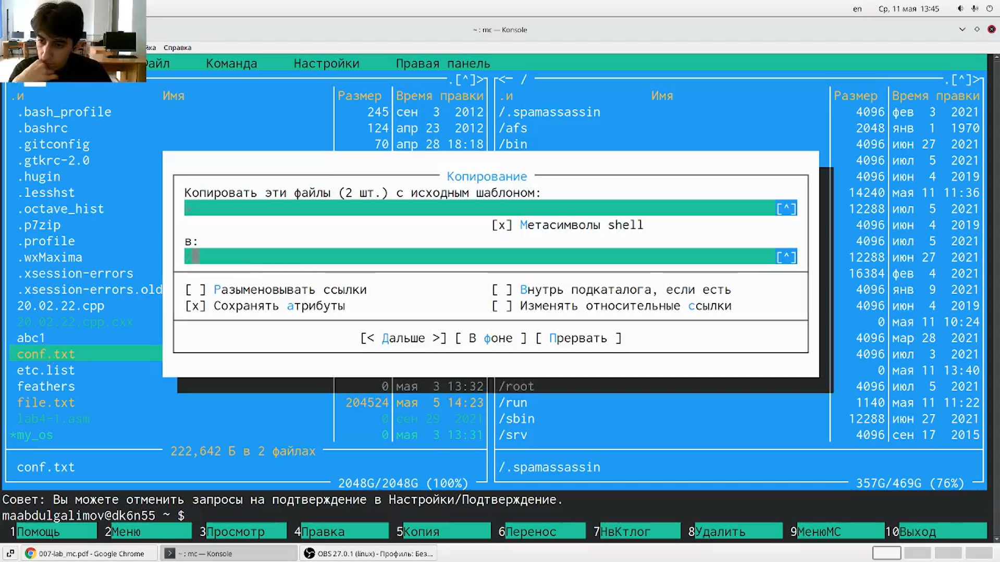 en Ср, 11 мая 13:45
~ : mc — Konsole
йка Справка
айл Команда Настройки Правая панель
.[^]> <- / .[^]>
.и Имя Размер Время правки .и Имя Размер Время правки
.bash_profile 245 сен 3 2012 /.spamassassin 4096 фев 3 2021
.bashrc 124 апр 23 2012 /afs 2048 янв 1 1970
.gitconfig 70 апр 28 18:18 /bin 4096 июн 27 2021
.gtkrc-2.0 4096 июл 5 2021
.hugin Копирование 4096 июн 4 2019
.lesshst Копировать эти файлы (2 шт.) с исходным шаблоном: 14240 мая 11 11:36
.octave_hist * [^] 12288 июл 5 2021
.p7zip [x] Метасимволы shell 4096 июн 4 2019
.profile в: 4096 июл 5 2021
.wxMaxima / [^] 12288 июн 27 2021
.xsession-errors 16384 фев 4 2021
.xsession-errors.old [ ] Разыменовывать ссылки [ ] Внутрь подкаталога, если есть 4096 янв 9 2021
20.02.22.cpp [x] Сохранять атрибуты [ ] Изменять относительные ссылки 4096 июн 4 2019
20.02.22.cpp.cxx 0 мая 11 10:24
abc1 [< Дальше >] [ В фоне ] [ Прервать ] 4096 мар 28 2021
conf.txt 4096 июл 3 2021
etc.list 0 мая 11 13:40
feathers 0 мая 3 13:32 /root 4096 июл 5 2021
file.txt 204524 мая 5 14:23 /run 1140 мая 11 11:22
lab4-1.asm 0 сен 29 2021 /sbin 12288 июн 27 2021
*my_os 0 мая 3 13:31 /srv 4096 сен 17 2015
222,642 Б в 2 файлах
conf.txt /.spamassassin
2048G/2048G (100%) 357G/469G (76%)
Совет: Вы можете отменить запросы на подтверждение в Настройки/Подтверждение.
maabdulgalimov@dk6n55 ~ $
1Помощь 2Меню 3Просмотр 4Правка 5Копия 6Перенос 7НвКтлог 8Удалить 9МенюМС 10Выход
007-lab_mc.pdf - Google Chrome ~ : mc — Konsole OBS 27.0.1 (linux) - Профиль: Без...